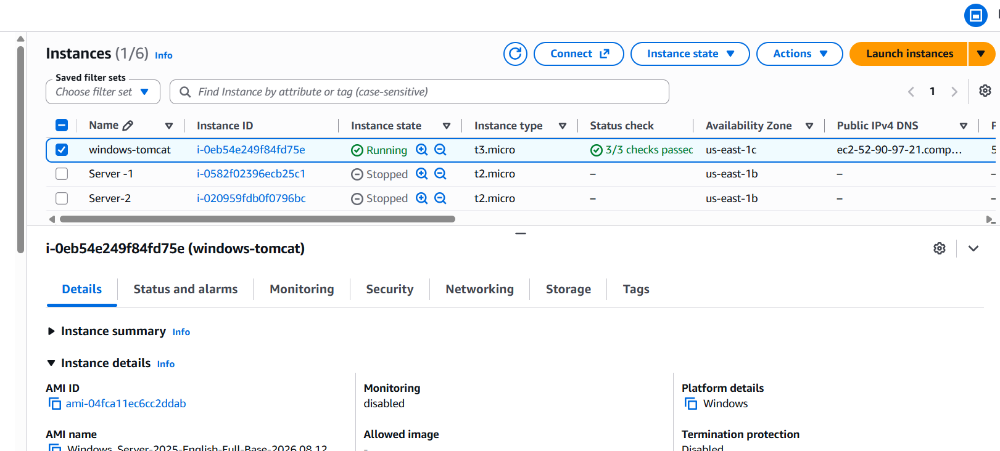 Instances (1/6) Info
Connect
Instance state
Actions
Launch instances
Saved filter sets
Choose filter set
Find Instance by attribute or tag (case-sensitive)
1
Name Instance ID Instance state Instance type Status check Availability Zone Public IPv4 DNS
windows-tomcat i-0eb54e249f84fd75e Running t3.micro 3/3 checks passec us-east-1c ec2-52-90-97-21.comp...
Server -1 i-0582f02396ecb25c1 Stopped t2.micro – us-east-1b –
Server-2 i-020959fdb0f0796bc Stopped t2.micro – us-east-1b –
i-0eb54e249f84fd75e (windows-tomcat)
Details Status and alarms Monitoring Security Networking Storage Tags
Instance summary Info
Instance details Info
AMI ID
ami-04fca11ec6cc2ddab
Monitoring
disabled
Platform details
Windows
AMI name
Windows_Server-2025-English-Full-Base-2026.08.12
Allowed image
-
Termination protection
Disabled